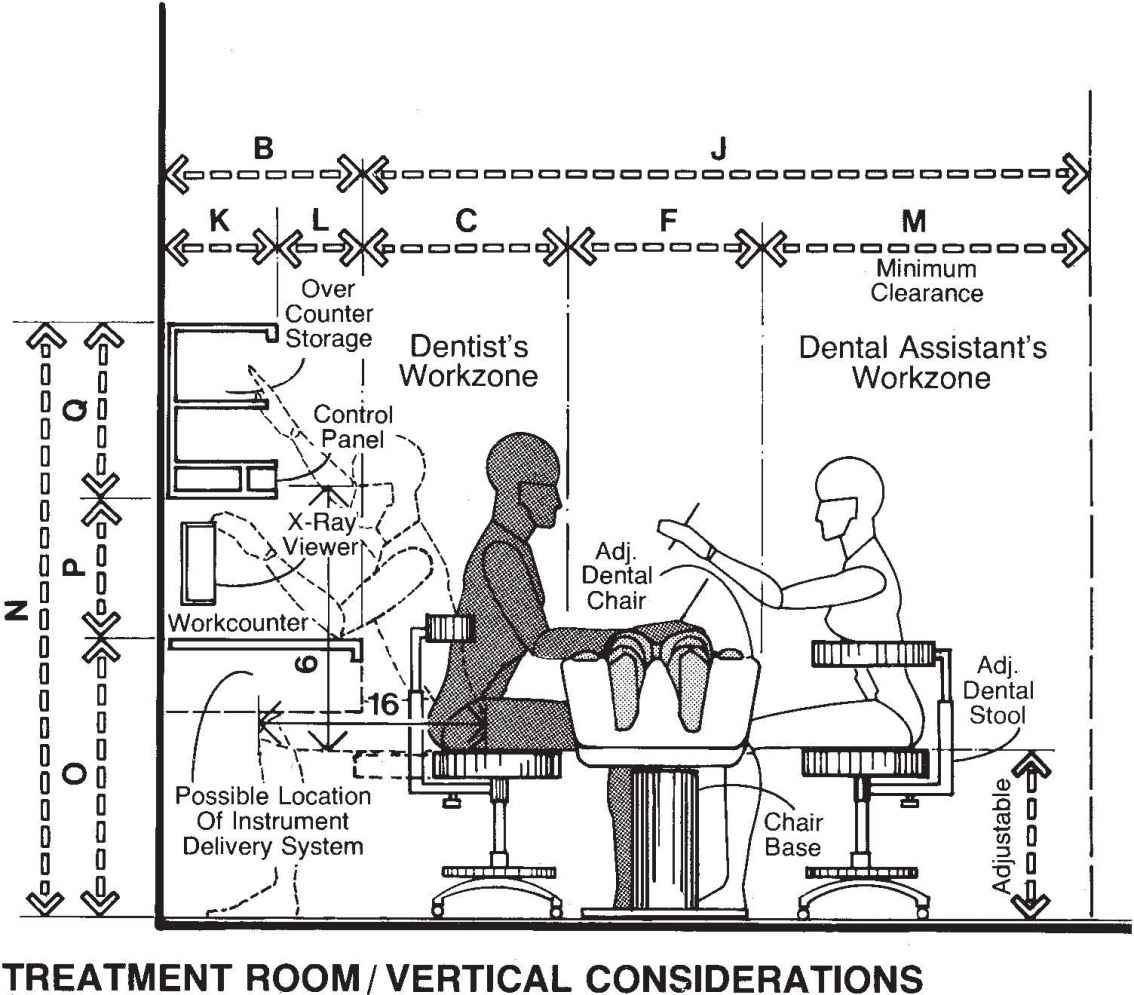 B
J
K
L
C
F
M
Minimum
Clearance
Over
Counter
Storage
Dentist's
Workzone
Dental Assistant's
Workzone
Q
Control
Panel
X-Ray
Viewer
P
N
Adj.
Dental
Chair
Workcounter
6
16
Adj.
Dental
Stool
O
Possible Location
Of Instrument
Delivery System
Chair
Base
Adjustable
TREATMENT ROOM / VERTICAL CONSIDERATIONS